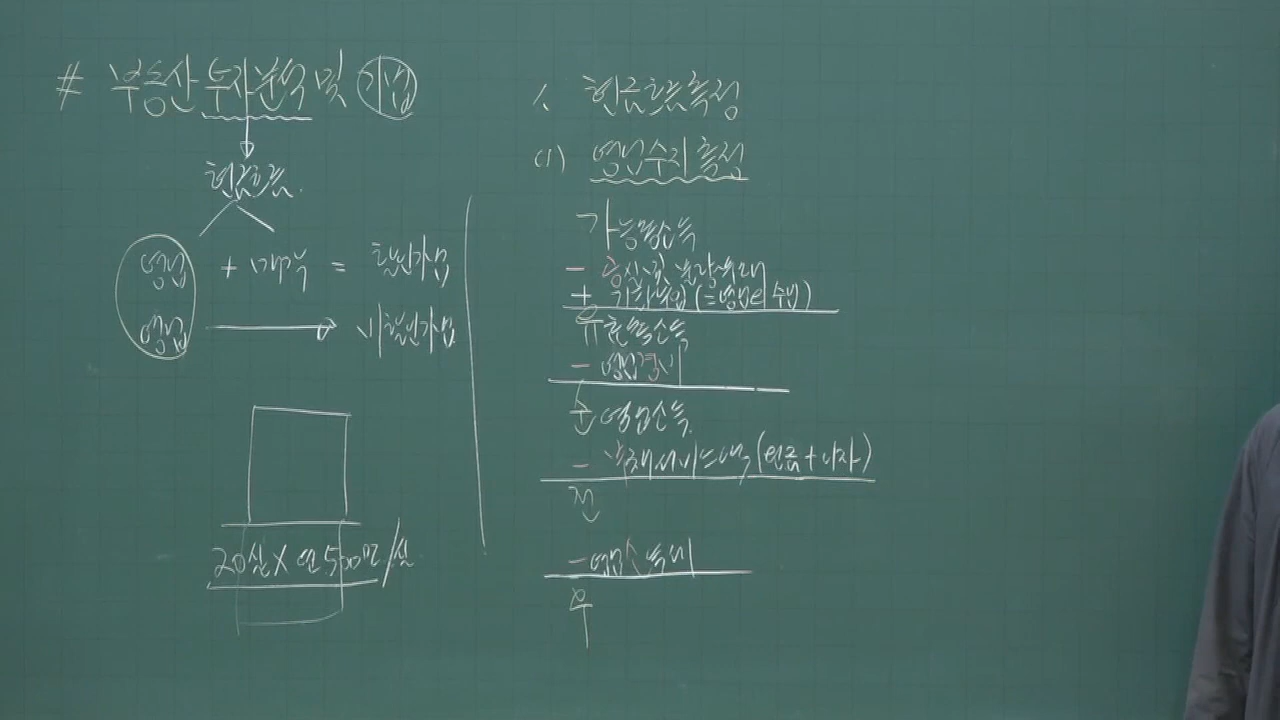 # 부동산 투자분석 및 기법
현금흐름
영업 + 매각 = 할인기법
영업 → 비할인기법
20실 X 연 500만/실
1. 현금흐름측정
(1) 영업수지 측정
가능총소득
- 공실 및 불량부채
+ 기타수입 (= 영업외 수입)
유효총소득
- 영업경비
순영업소득
- 부채서비스액 (원금 + 이자)
전
- 영업소득세
후